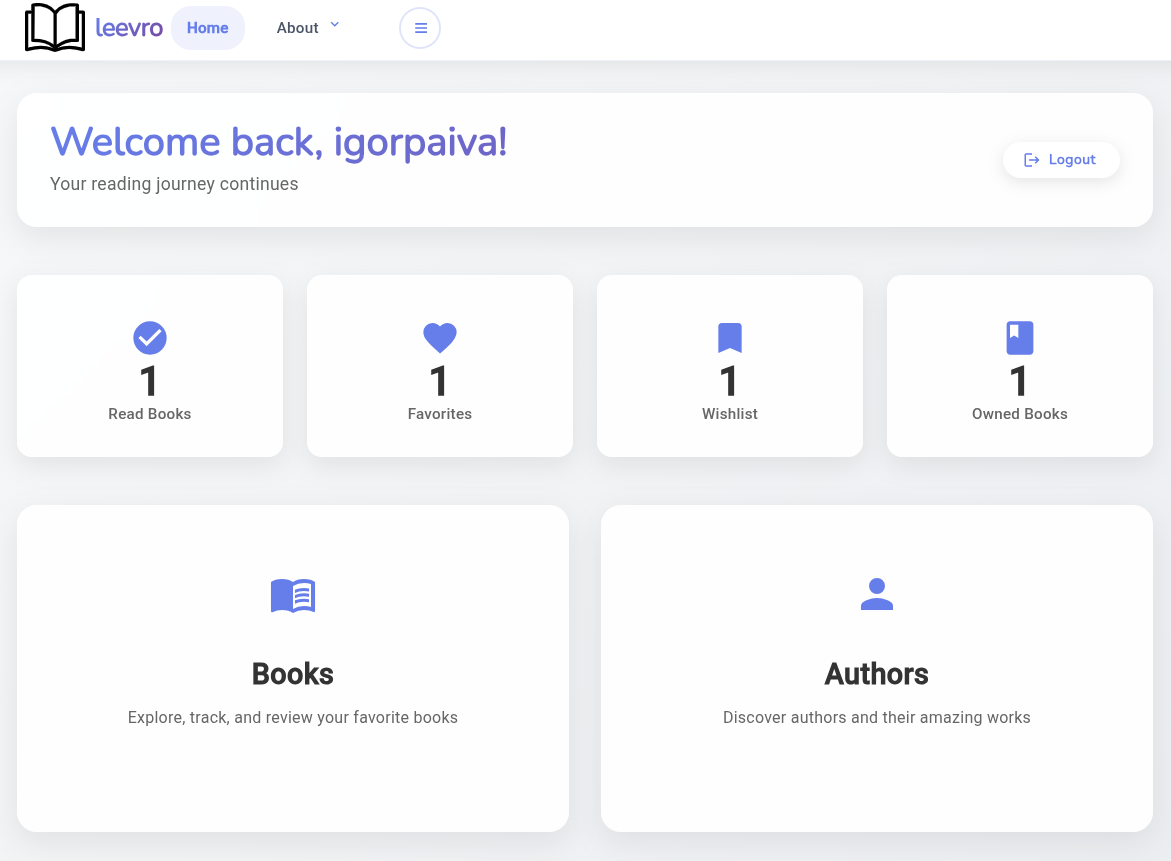 leevro Home About
Welcome back, igorpaiva!
Your reading journey continues
Logout
1 1 1 1
Read Books Favorites Wishlist Owned Books
Books Authors
Explore, track, and review your favorite books Discover authors and their amazing works